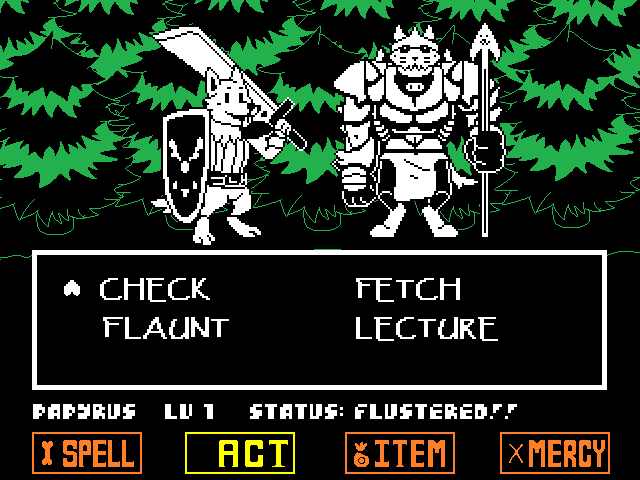 CHECK FETCH
FLAUNT LECTURE
PAPYRUS LV 1 STATUS: FLUSTERED!!
SPELL ACT ITEM MERCY